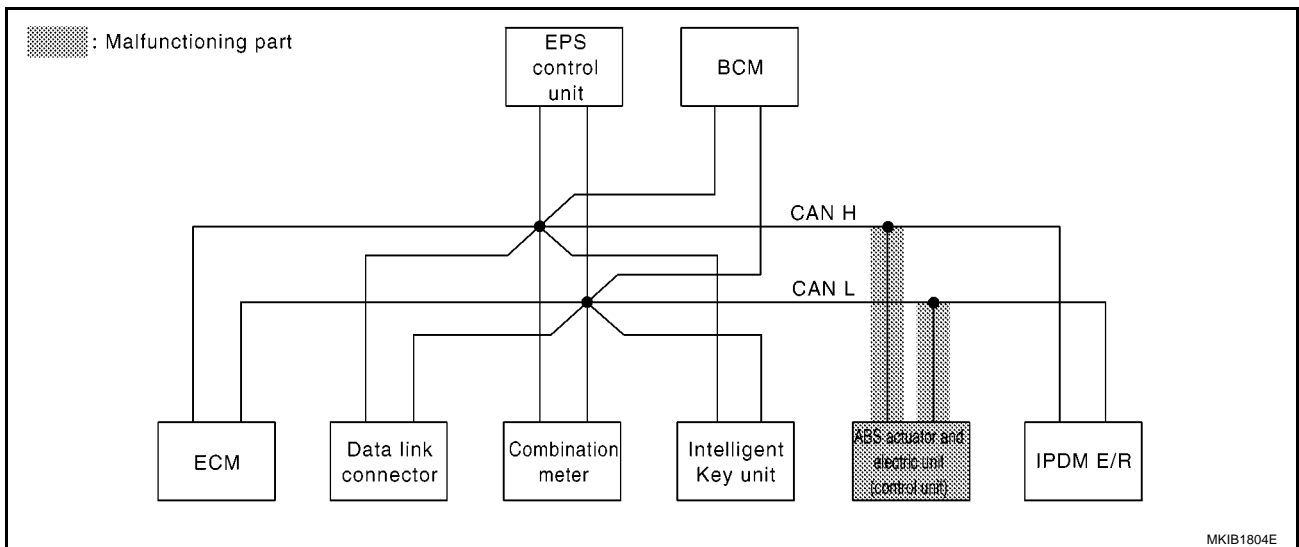 : Malfunctioning part
EPS
control
unit
BCM
CAN H
CAN L
ECM
Data link
connector
Combination
meter
Intelligent
Key unit
ABS actuator and
electric unit
(control unit)
IPDM E/R
MKIB1804E